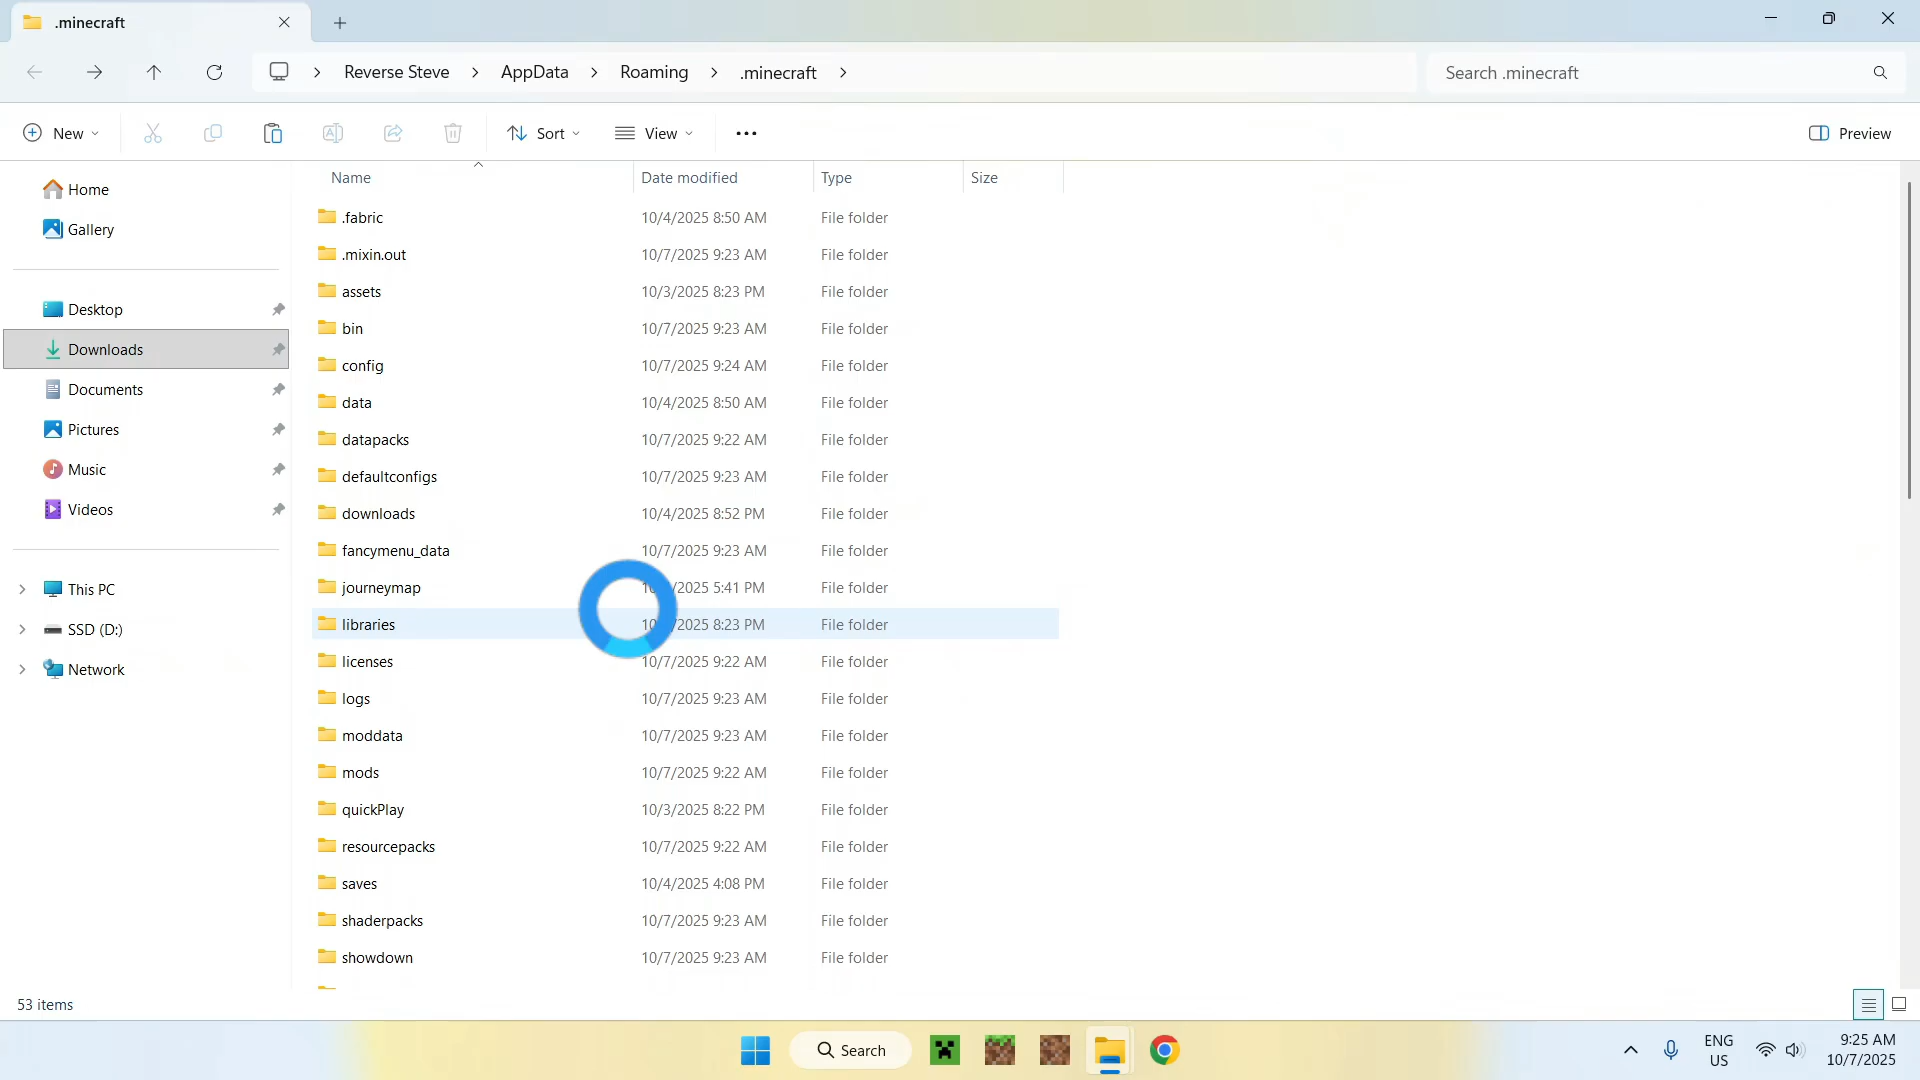 .minecraft
Reverse Steve
AppData
Roaming
.minecraft
Search .minecraft
New
Sort
View
Preview
Name
Date modified
Type
Size
Home
Gallery
Desktop
Downloads
Documents
Pictures
Music
Videos
This PC
SSD (D:)
Network
.fabric 10/4/2025 8:50 AM File folder
.mixin.out 10/7/2025 9:23 AM File folder
assets 10/3/2025 8:23 PM File folder
bin 10/7/2025 9:23 AM File folder
config 10/7/2025 9:24 AM File folder
data 10/4/2025 8:50 AM File folder
datapacks 10/7/2025 9:22 AM File folder
defaultconfigs 10/7/2025 9:23 AM File folder
downloads 10/4/2025 8:52 PM File folder
fancymenu_data 10/7/2025 9:23 AM File folder
journeymap /2025 5:41 PM File folder
libraries /2025 8:23 PM File folder
licenses 10/7/2025 9:22 AM File folder
logs 10/7/2025 9:23 AM File folder
moddata 10/7/2025 9:23 AM File folder
mods 10/7/2025 9:22 AM File folder
quickPlay 10/3/2025 8:22 PM File folder
resourcepacks 10/7/2025 9:22 AM File folder
saves 10/4/2025 4:08 PM File folder
shaderpacks 10/7/2025 9:23 AM File folder
showdown 10/7/2025 9:23 AM File folder
53 items
Search
ENG
US
9:25 AM
10/7/2025